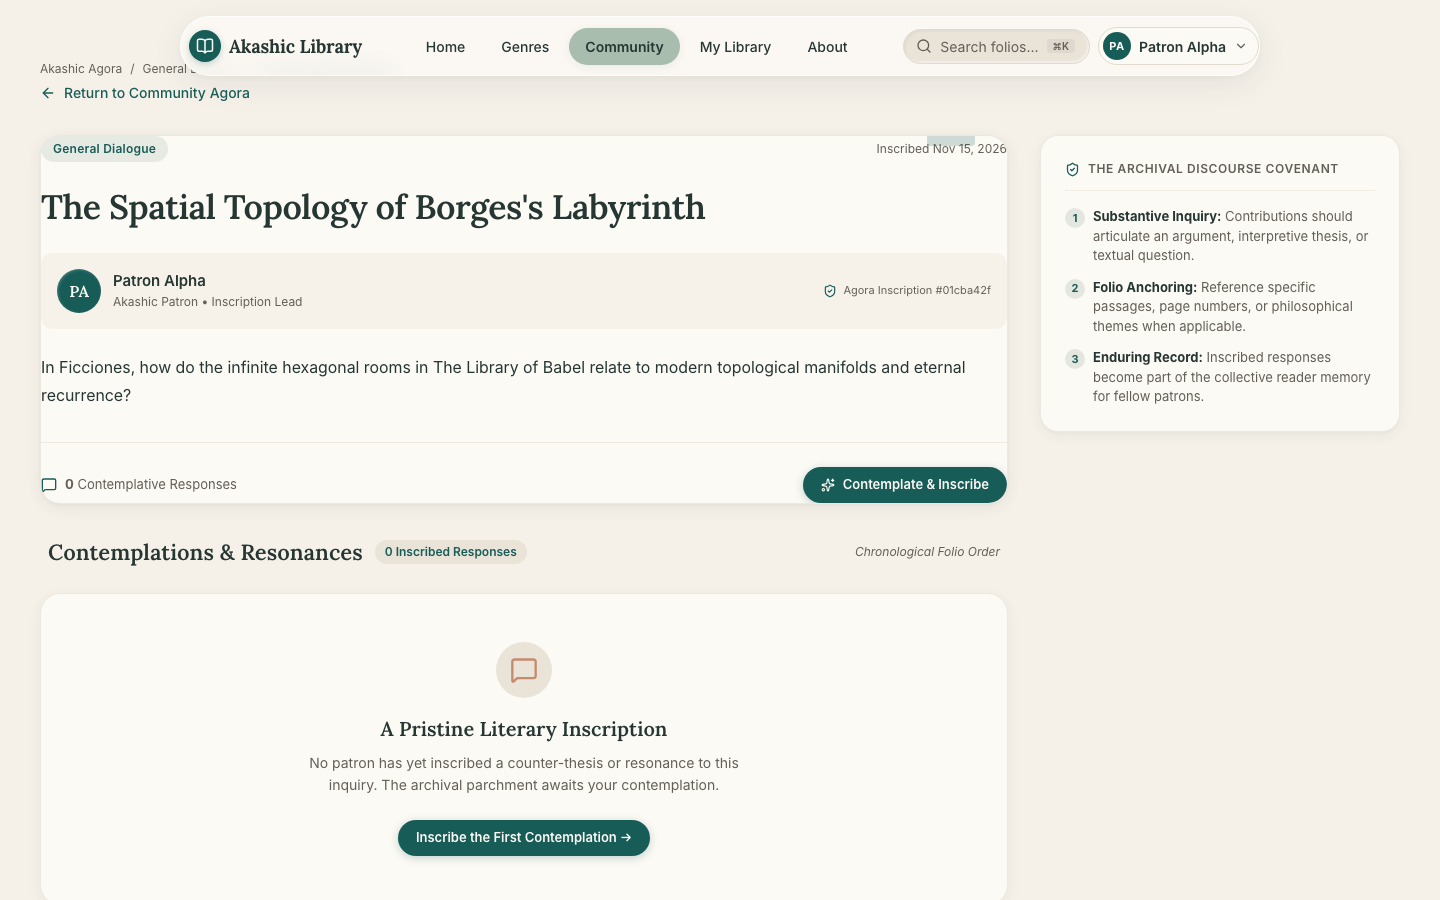 Akashic Library
Home
Genres
Community
My Library
About
Search folios...
⌘K
PA
Patron Alpha
Akashic Agora / General
Return to Community Agora
General Dialogue
Inscribed Nov 15, 2026
The Spatial Topology of Borges's Labyrinth
PA
Patron Alpha
Akashic Patron • Inscription Lead
Agora Inscription #01cba42f
In Ficciones, how do the infinite hexagonal rooms in The Library of Babel relate to modern topological manifolds and eternal
recurrence?
0 Contemplative Responses
Contemplate & Inscribe
THE ARCHIVAL DISCOURSE COVENANT
1 Substantive Inquiry: Contributions should
articulate an argument, interpretive thesis, or
textual question.
2 Folio Anchoring: Reference specific
passages, page numbers, or philosophical
themes when applicable.
3 Enduring Record: Inscribed responses
become part of the collective reader memory
for fellow patrons.
Contemplations & Resonances
0 Inscribed Responses
Chronological Folio Order
A Pristine Literary Inscription
No patron has yet inscribed a counter-thesis or resonance to this
inquiry. The archival parchment awaits your contemplation.
Inscribe the First Contemplation →